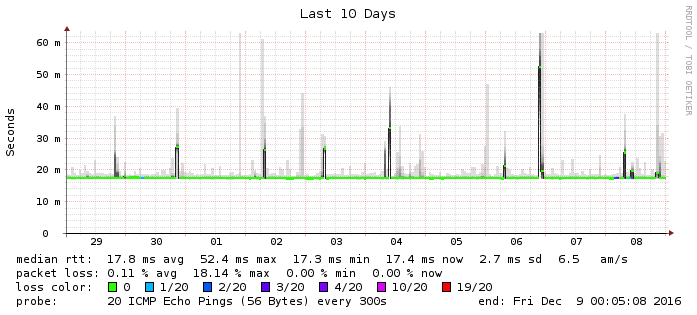 Last 10 Days
RRDTOOL / TOBI OETIKER
Seconds
60 m
50 m
40 m
30 m
20 m
10 m
0
29 30 01 02 03 04 05 06 07 08
median rtt: 17.8 ms avg 52.4 ms max 17.3 ms min 17.4 ms now 2.7 ms sd 6.5 am/s
packet loss: 0.11 % avg 18.14 % max 0.00 % min 0.00 % now
loss color: 0 1/20 2/20 3/20 4/20 10/20 19/20
probe: 20 ICMP Echo Pings (56 Bytes) every 300s end: Fri Dec 9 00:05:08 2016